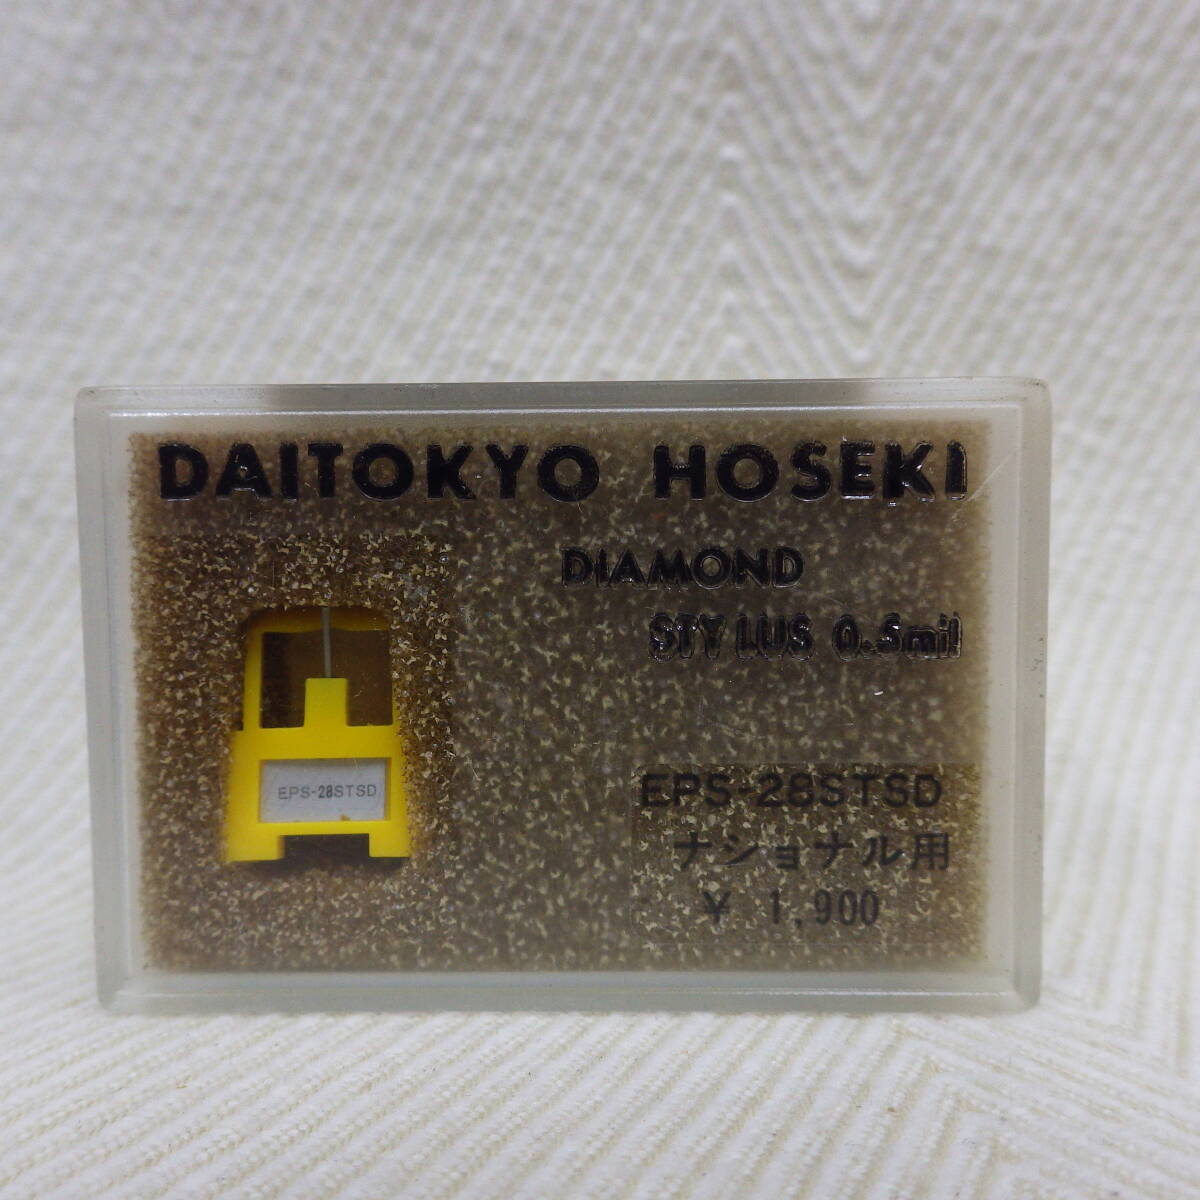 DAITOKYO HOSEKI
DIAMOND
STYLUS 0.5mil
EPS-28STSD
EPS-28STSD
ナショナル用
¥ 1,900